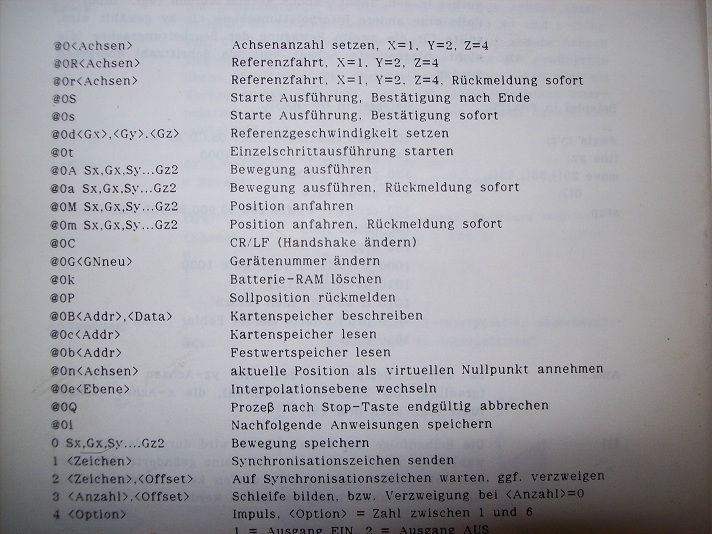 @0<Achsen> Achsenanzahl setzen, X=1, Y=2, Z=4
@0R<Achsen> Referenzfahrt, X=1, Y=2, Z=4
@0r<Achsen> Referenzfahrt, X=1, Y=2, Z=4, Rückmeldung sofort
@0S Starte Ausführung, Bestätigung nach Ende
@0s Starte Ausführung, Bestätigung sofort
@0d<Gx>,<Gy>.<Gz> Referenzgeschwindigkeit setzen
@0t Einzelschrittausführung starten
@0A Sx,Gx,Sy...Gz2 Bewegung ausführen
@0a Sx,Gx,Sy...Gz2 Bewegung ausführen, Rückmeldung sofort
@0M Sx,Gx,Sy...Gz2 Position anfahren
@0m Sx,Gx,Sy...Gz2 Position anfahren, Rückmeldung sofort
@0C CR/LF (Handshake ändern)
@0G<GNneu> Gerätenummer ändern
@0k Batterie-RAM löschen
@0P Sollposition rückmelden
@0B<Addr>,<Data> Kartenspeicher beschreiben
@0c<Addr> Kartenspeicher lesen
@0b<Addr> Festwertspeicher lesen
@0n<Achsen> aktuelle Position als virtuellen Nullpunkt annehmen
@0e<Ebene> Interpolationsebene wechseln
@0Q Prozeß nach Stop-Taste endgültig abbrechen
@0i Nachfolgende Anweisungen speichern
0 Sx,Gx,Sy....Gz2 Bewegung speichern
1 <Zeichen> Synchronisationszeichen senden
2 <Zeichen>,<Offset> Auf Synchronisationszeichen warten, ggf. verzweigen
3 <Anzahl>,<Offset> Schleife bilden, bzw. Verzweigung bei <Anzahl>=0
4 <Option> Impuls, <Option> = Zahl zwischen 1 und 6
1 = Ausgang EIN, 2 = Ausgang AUS